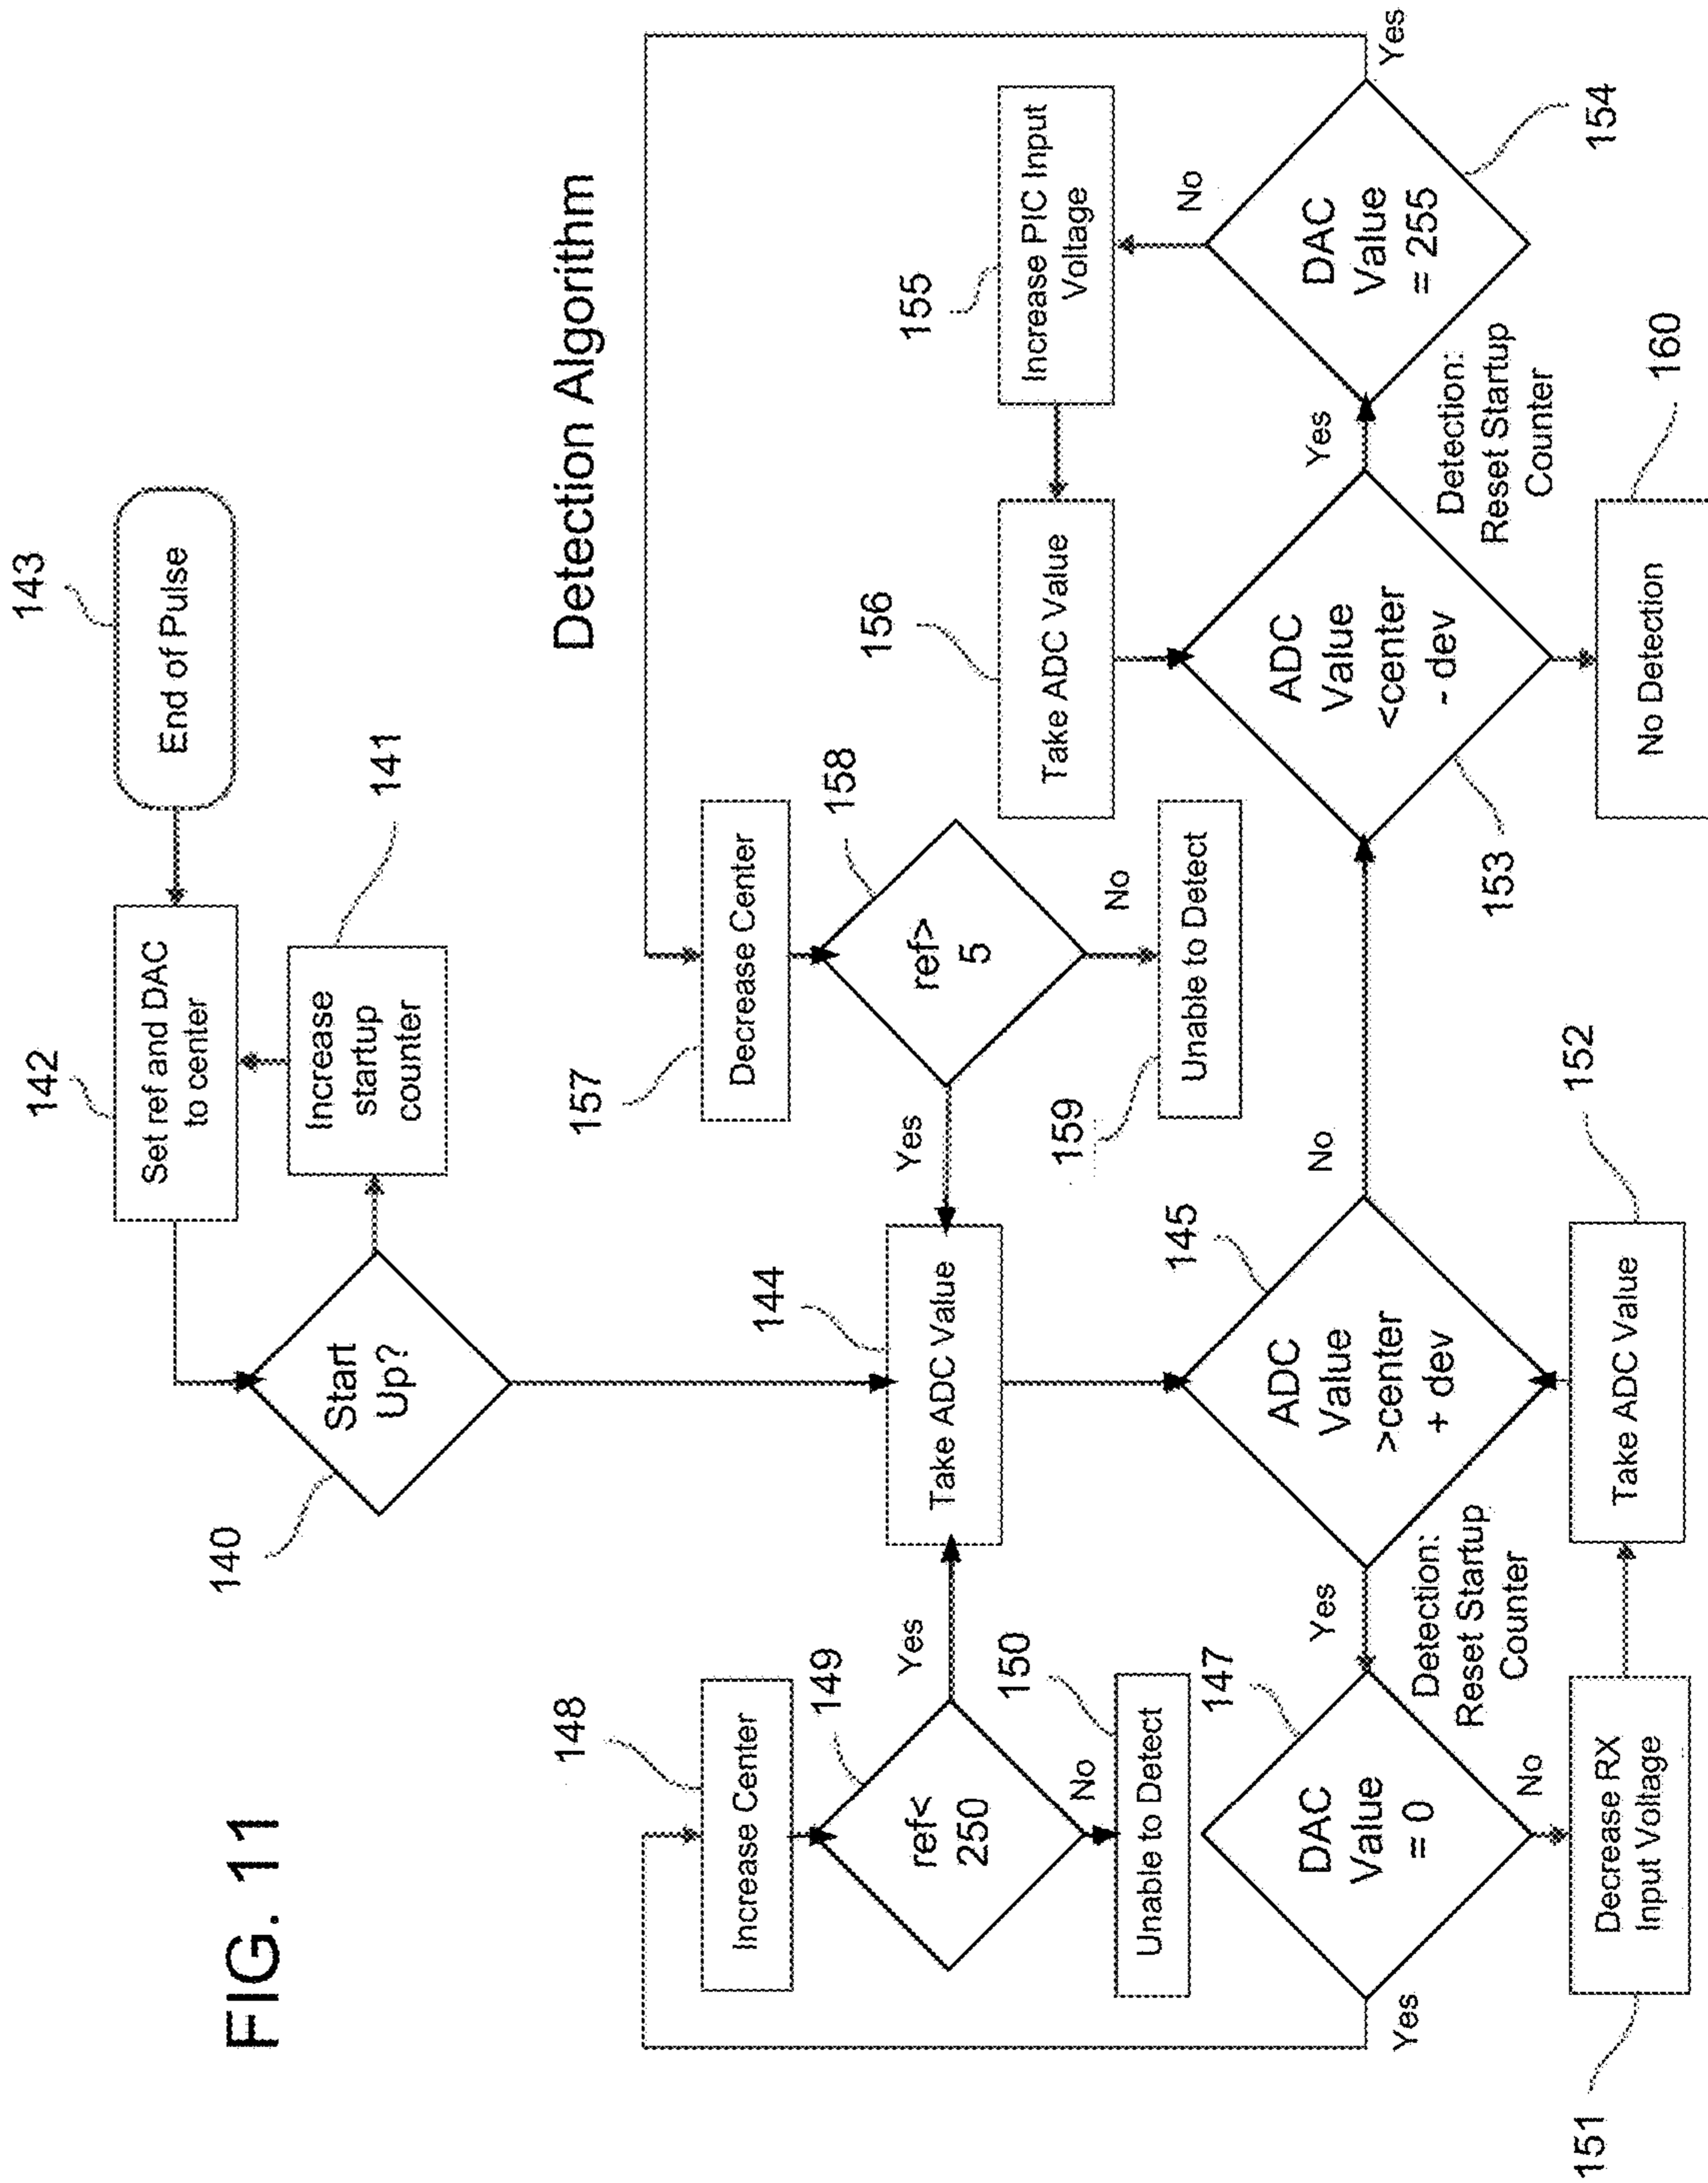 FIG. 11
143
End of Pulse
142
Set ref and DAC
to center
141
Increase
startup
counter
140
Start
Up?
Detection Algorithm
148
Increase Center
149
ref<
250
Yes
No
150
Unable to Detect
144
Take ADC Value
157
Decrease Center
158
ref>
5
Yes
No
159
Unable to Detect
156
Take ADC Value
155
Increase PIC Input
Voltage
147
DAC
Value
= 0
Yes
No
Yes
Detection:
Reset Startup
Counter
145
ADC
Value
>center
+ dev
No
153
ADC
Value
<center
- dev
Yes
Detection:
Reset Startup
Counter
154
DAC
Value
= 255
No
Yes
151
Decrease RX
Input Voltage
152
Take ADC Value
160
No Detection